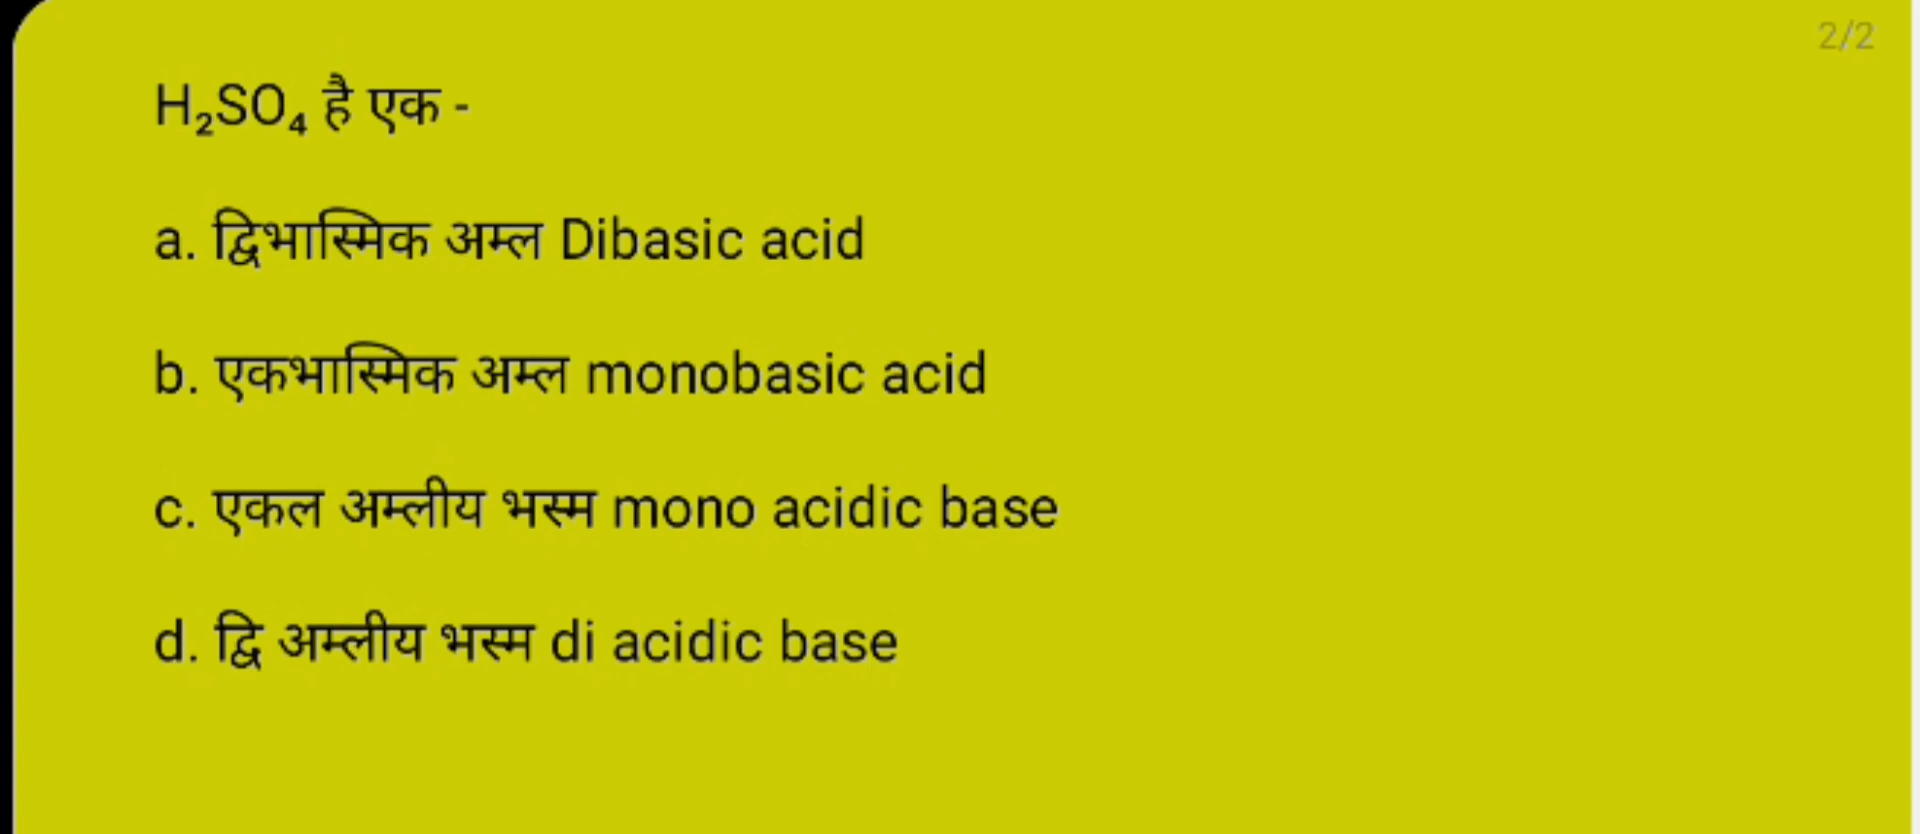 2/2
H₂SO₄ है एक -
a. द्विभास्मिक अम्ल Dibasic acid
b. एकभास्मिक अम्ल monobasic acid
c. एकल अम्लीय भस्म mono acidic base
d. द्वि अम्लीय भस्म di acidic base